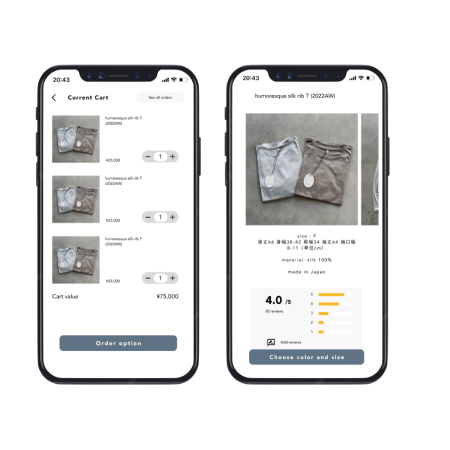 20:43
Current Cart
See all orders
humoresque silk rib T
(2022AW)
¥25,000
1
humoresque silk rib T
(2022AW)
¥25,000
1
humoresque silk rib T
(2022AW)
¥25,000
1
Cart value
¥75,000
Order option
20:43
humoresque silk rib T (2022AW)
size - F
身丈66 身幅38-42 肩幅34 袖丈64 袖口幅
8-11 (単位cm)
material: silk 100%
made in Japan
4.0 /5
85 reviews
5
4
3
2
1
Add reviews
Choose color and size